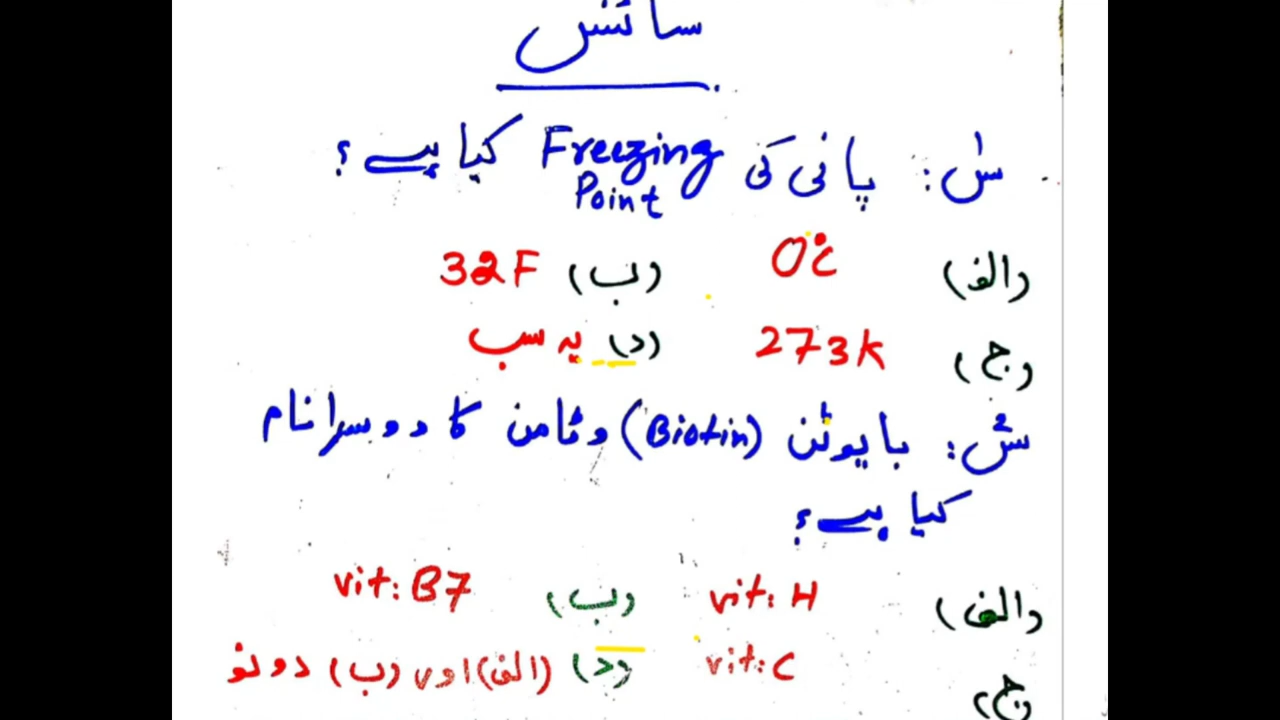 سائنس
س: پانی کی Freezing Point کیا ہے؟
(الف) 0°C (ب) 32F
(ج) 273K (د) یہ سب
س: بایوٹن (Biotin) وٹامن کا دوسرا نام
کیا ہے؟
(الف) vit: H (ب) vit: B7
(ج) vit: C (د) (الف) اور (ب) دونو